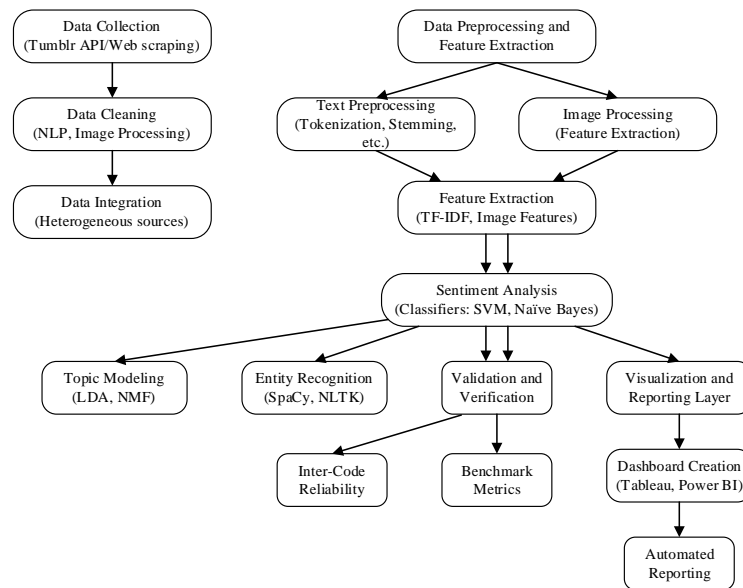 Data Collection
(Tumblr API/Web scraping)
Data Preprocessing and
Feature Extraction
Data Cleaning
(NLP, Image Processing)
Text Preprocessing
(Tokenization, Stemming,
etc.)
Image Processing
(Feature Extraction)
Data Integration
(Heterogeneous sources)
Feature Extraction
(TF-IDF, Image Features)
Sentiment Analysis
(Classifiers: SVM, Naïve Bayes)
Topic Modeling
(LDA, NMF)
Entity Recognition
(SpaCy, NLTK)
Validation and
Verification
Visualization and
Reporting Layer
Inter-Code
Reliability
Benchmark
Metrics
Dashboard Creation
(Tableau, Power BI)
Automated
Reporting